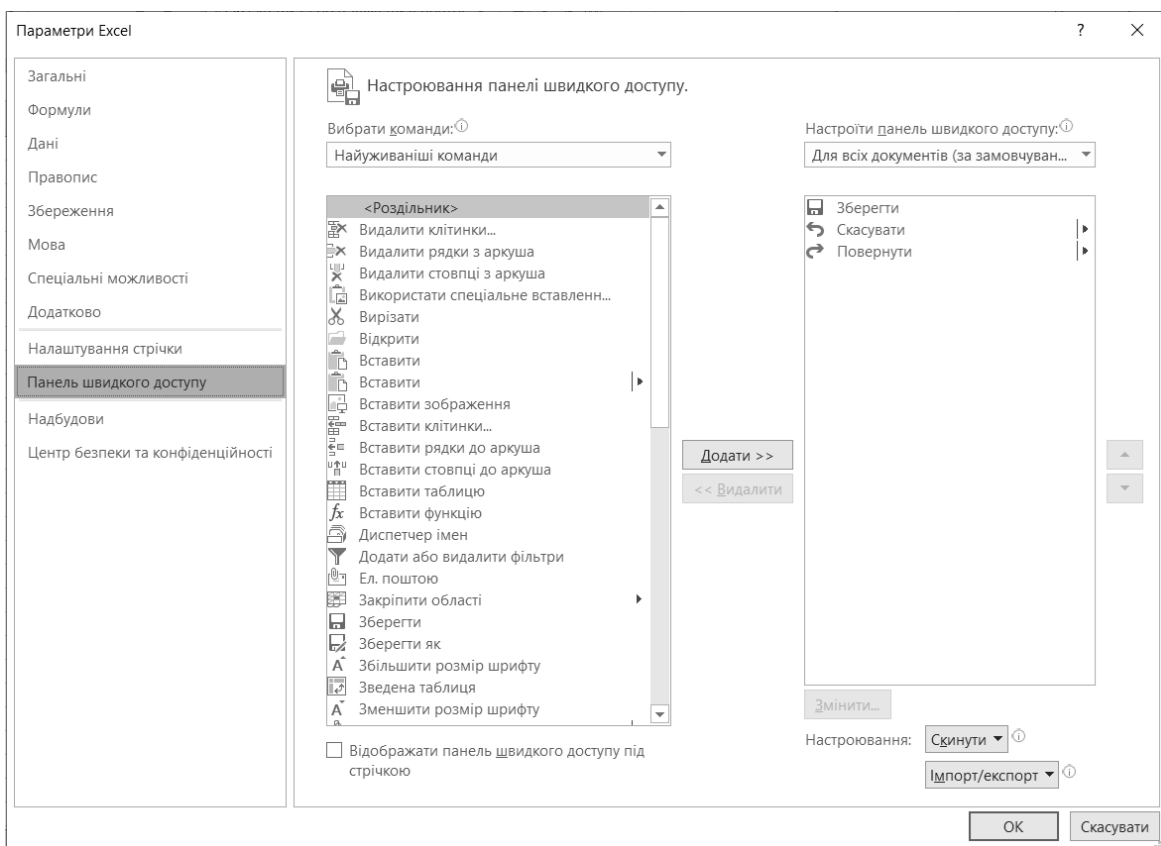 Параметри Excel
?
Загальні
Формули
Дані
Правопис
Збереження
Мова
Спеціальні можливості
Додатково
Налаштування стрічки
Панель швидкого доступу
Надбудови
Центр безпеки та конфіденційності
Настроювання панелі швидкого доступу.
Вибрати команди:
Найуживаніші команди
<Роздільник>
Видалити клітинки...
Видалити рядки з аркуша
Видалити стовпці з аркуша
Використати спеціальне вставленн...
Вирізати
Відкрити
Вставити
Вставити
Вставити зображення
Вставити клітинки...
Вставити рядки до аркуша
Вставити стовпці до аркуша
Вставити таблицю
fx Вставити функцію
Диспетчер імен
Додати або видалити фільтри
Ел. поштою
Закріпити області
Зберегти
Зберегти як
A Збільшити розмір шрифту
Зведена таблиця
A Зменшити розмір шрифту
Відображати панель швидкого доступу під
стрічкою
Додати >>
<< Видалити
Настроїти панель швидкого доступу:
Для всіх документів (за замовчуван...
Зберегти
Скасувати
Повернути
Змінити...
Настроювання:
Скинути
Імпорт/експорт
ОК
Скасувати